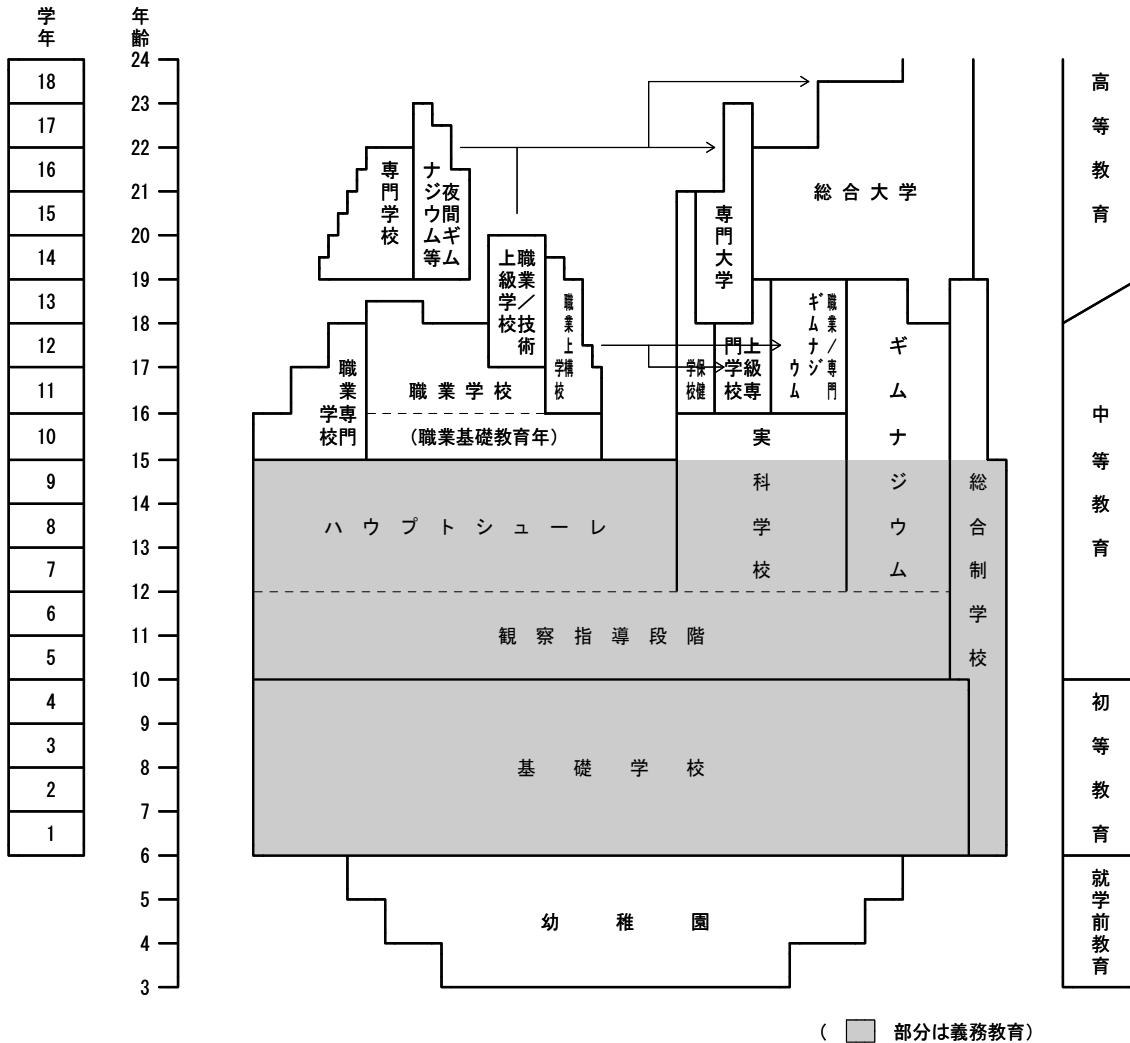 学年
年齢
24
18
23
17
22
16
21
15
20
14
19
13
18
12
17
11
16
10
15
9
14
8
13
7
12
6
11
5
10
4
9
3
8
2
7
1
6
5
4
3
専門学校
夜間ギムナジウム等
職業/技術上級学校
職業上構学校
専門大学
総合大学
職業専門学校
職業学校
(職業基礎教育年)
保健学校
上級専門学校
職業/専門ギムナジウム
ギムナジウム
実科学校
総合制学校
ハウプトシューレ
観察指導段階
基礎学校
幼稚園
高等教育
中等教育
初等教育
就学前教育
( 部分は義務教育)